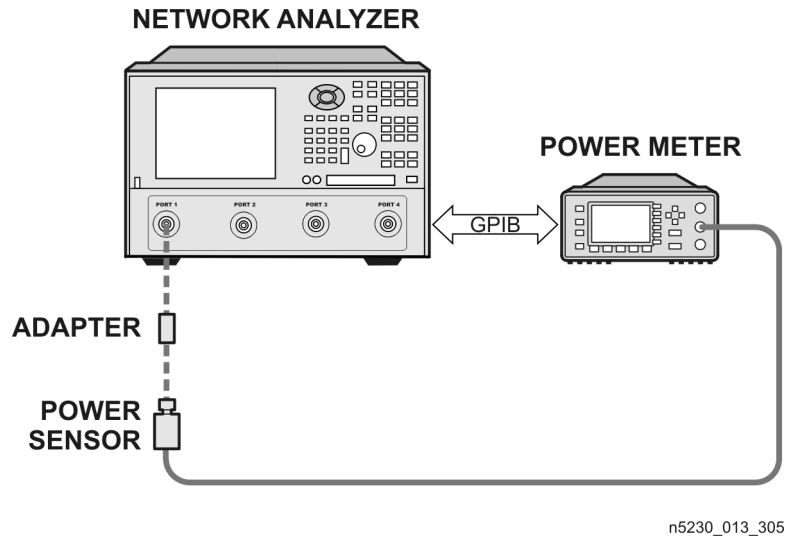 NETWORK ANALYZER
POWER METER
PORT 1
PORT 2
PORT 3
PORT 4
GPIB
ADAPTER
POWER
SENSOR
n5230_013_305